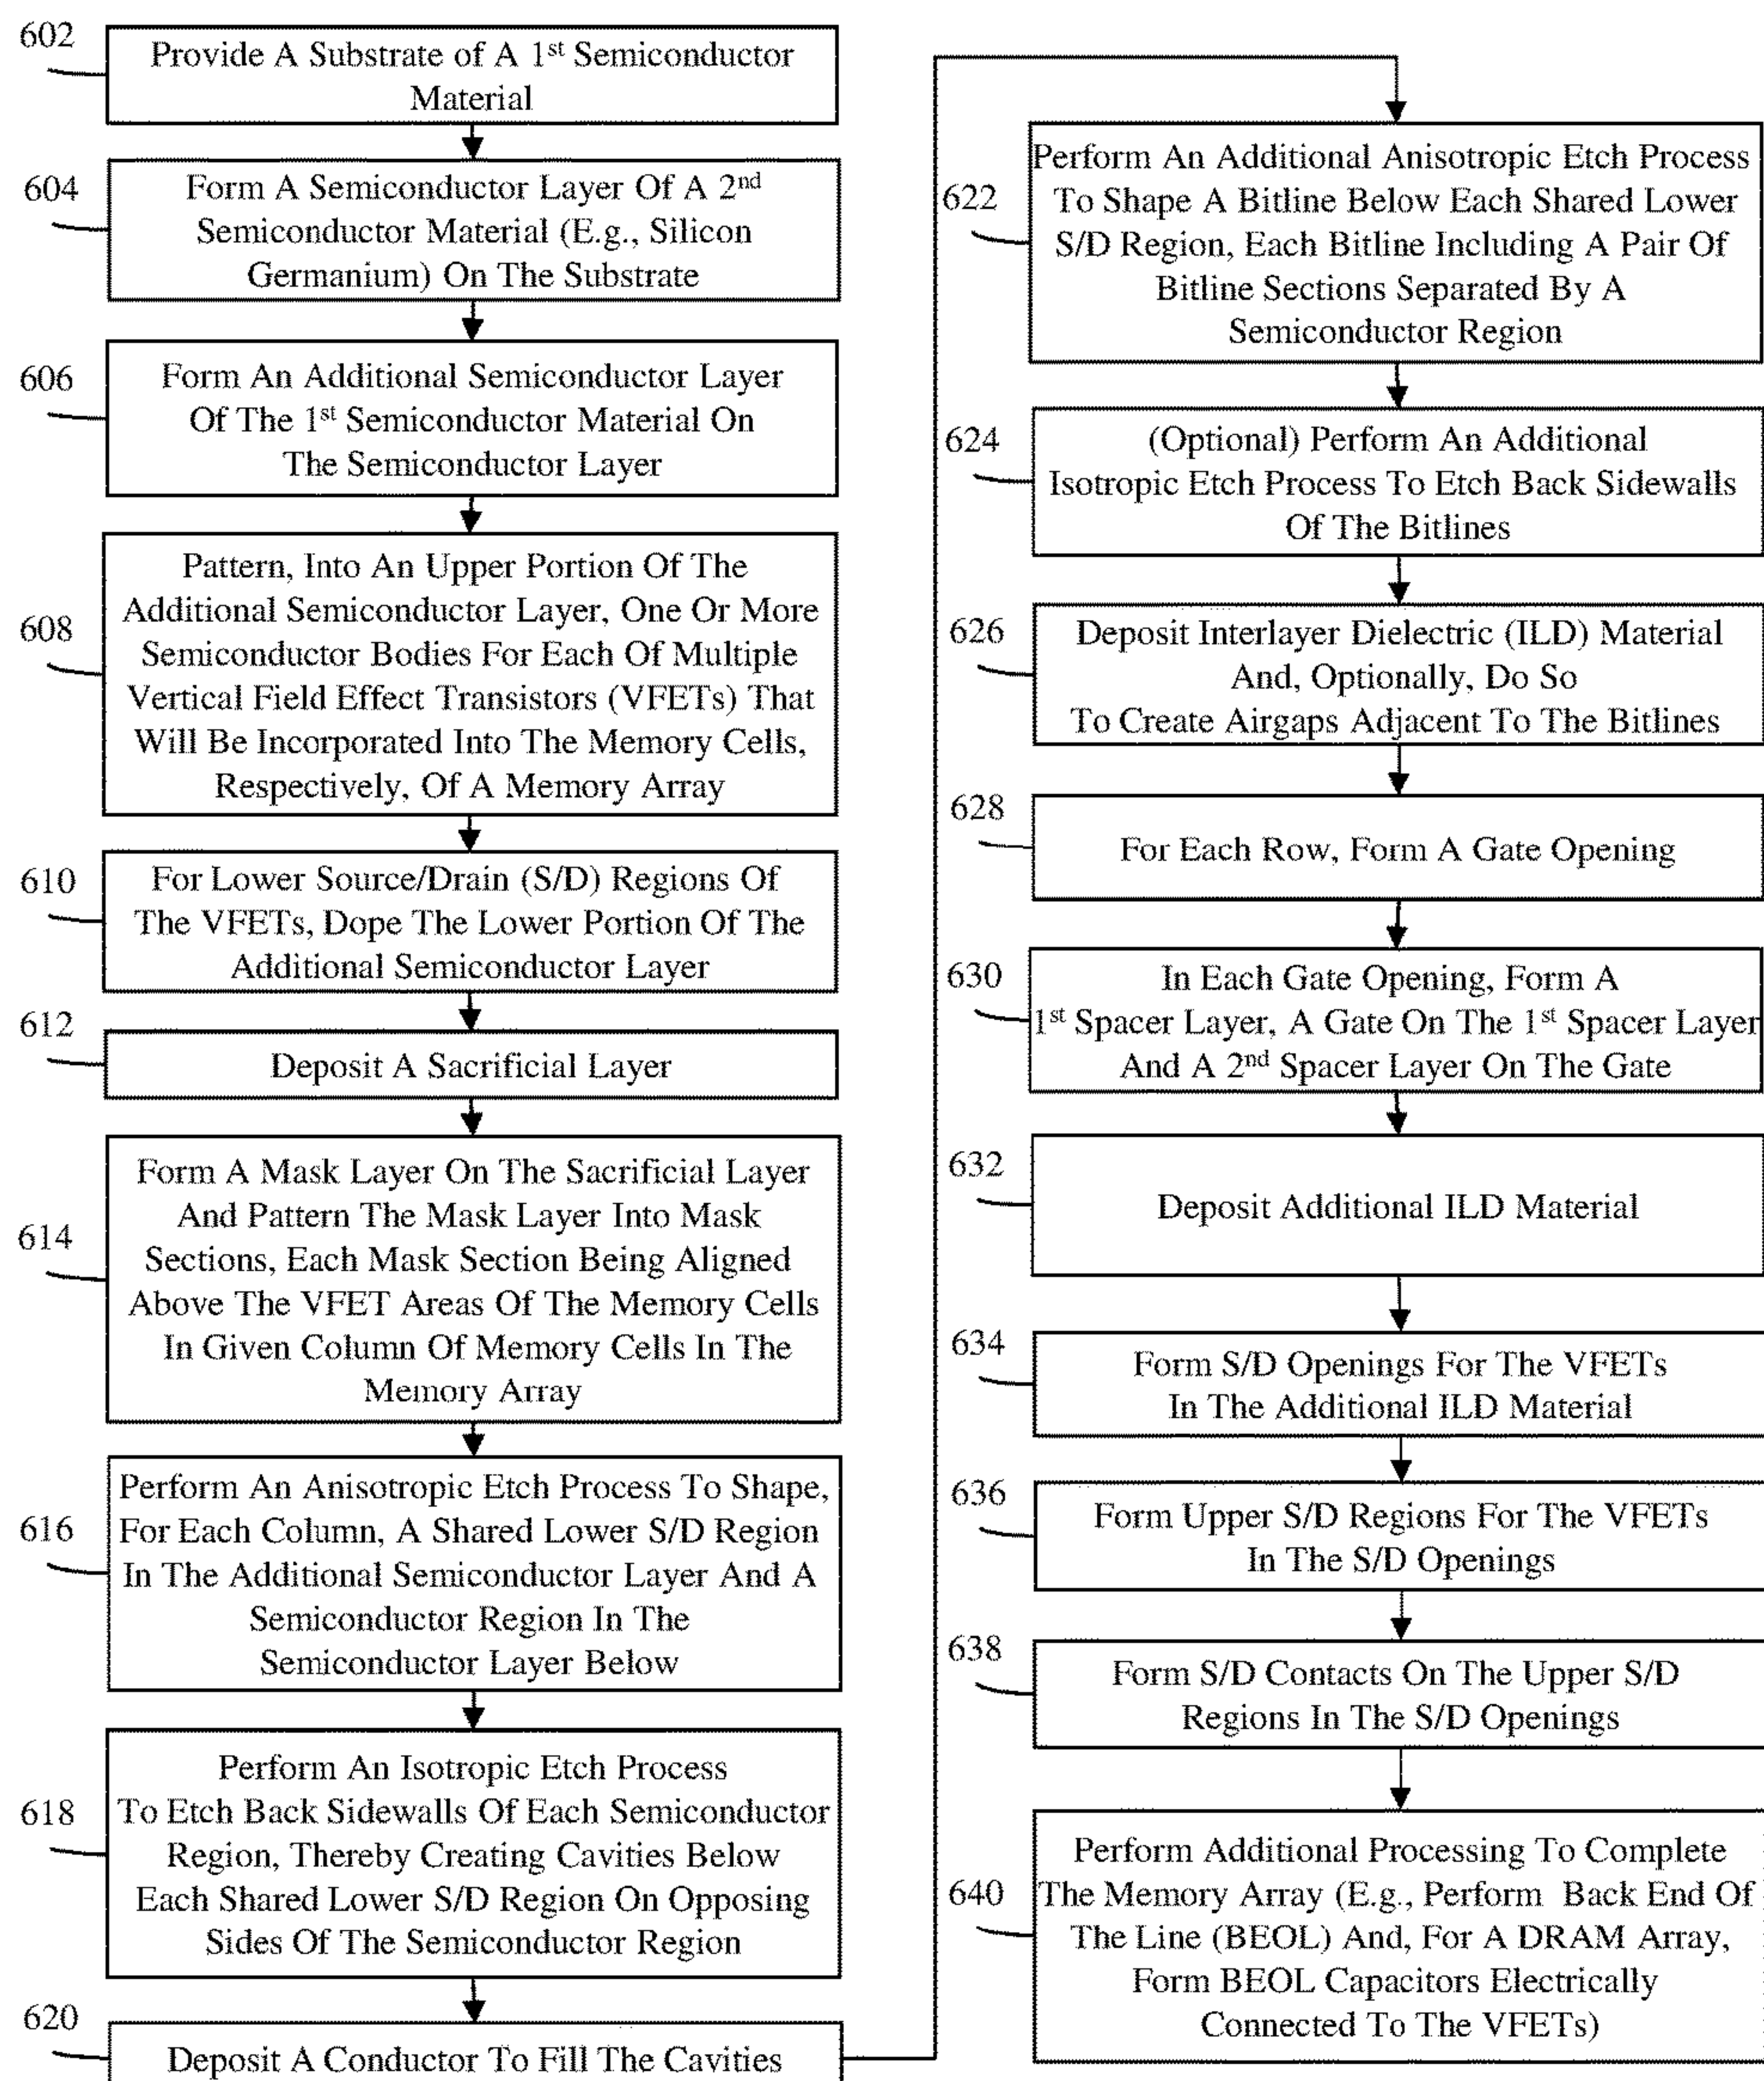 602
Provide A Substrate of A 1st Semiconductor
Material
604
Form A Semiconductor Layer Of A 2nd
Semiconductor Material (E.g., Silicon
Germanium) On The Substrate
606
Form An Additional Semiconductor Layer
Of The 1st Semiconductor Material On
The Semiconductor Layer
608
Pattern, Into An Upper Portion Of The
Additional Semiconductor Layer, One Or More
Semiconductor Bodies For Each Of Multiple
Vertical Field Effect Transistors (VFETs) That
Will Be Incorporated Into The Memory Cells,
Respectively, Of A Memory Array
610
For Lower Source/Drain (S/D) Regions Of
The VFETs, Dope The Lower Portion Of The
Additional Semiconductor Layer
612
Deposit A Sacrificial Layer
614
Form A Mask Layer On The Sacrificial Layer
And Pattern The Mask Layer Into Mask
Sections, Each Mask Section Being Aligned
Above The VFET Areas Of The Memory Cells
In Given Column Of Memory Cells In The
Memory Array
616
Perform An Anisotropic Etch Process To Shape,
For Each Column, A Shared Lower S/D Region
In The Additional Semiconductor Layer And A
Semiconductor Region In The
Semiconductor Layer Below
618
Perform An Isotropic Etch Process
To Etch Back Sidewalls Of Each Semiconductor
Region, Thereby Creating Cavities Below
Each Shared Lower S/D Region On Opposing
Sides Of The Semiconductor Region
620
Deposit A Conductor To Fill The Cavities
622
Perform An Additional Anisotropic Etch Process
To Shape A Bitline Below Each Shared Lower
S/D Region, Each Bitline Including A Pair Of
Bitline Sections Separated By A
Semiconductor Region
624
(Optional) Perform An Additional
Isotropic Etch Process To Etch Back Sidewalls
Of The Bitlines
626
Deposit Interlayer Dielectric (ILD) Material
And, Optionally, Do So
To Create Airgaps Adjacent To The Bitlines
628
For Each Row, Form A Gate Opening
630
In Each Gate Opening, Form A
1st Spacer Layer, A Gate On The 1st Spacer Layer
And A 2nd Spacer Layer On The Gate
632
Deposit Additional ILD Material
634
Form S/D Openings For The VFETs
In The Additional ILD Material
636
Form Upper S/D Regions For The VFETs
In The S/D Openings
638
Form S/D Contacts On The Upper S/D
Regions In The S/D Openings
640
Perform Additional Processing To Complete
The Memory Array (E.g., Perform Back End Of
The Line (BEOL) And, For A DRAM Array,
Form BEOL Capacitors Electrically
Connected To The VFETs)